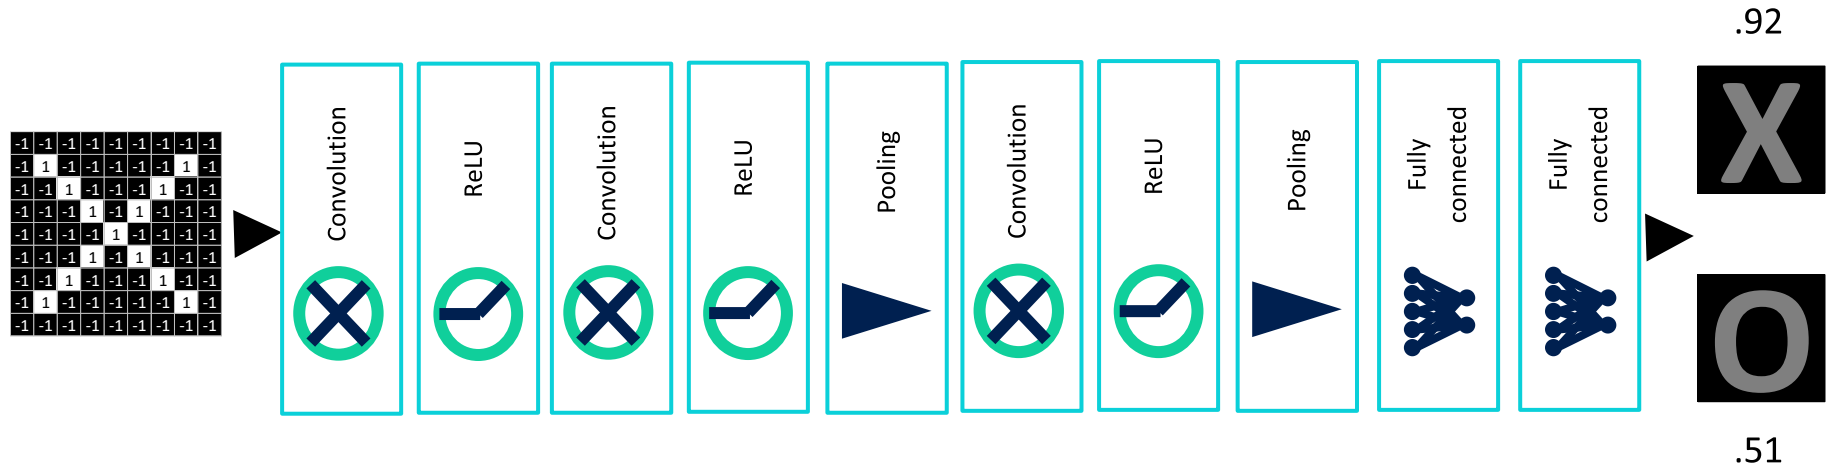 -1 -1 -1 -1 -1 -1 -1 -1 -1
-1 1 -1 -1 -1 -1 -1 1 -1
-1 -1 1 -1 -1 -1 1 -1 -1
-1 -1 -1 1 -1 1 -1 -1 -1
-1 -1 -1 -1 1 -1 -1 -1 -1
-1 -1 -1 1 -1 1 -1 -1 -1
-1 -1 1 -1 -1 -1 1 -1 -1
-1 1 -1 -1 -1 -1 -1 1 -1
-1 -1 -1 -1 -1 -1 -1 -1 -1
Convolution
ReLU
Convolution
ReLU
Pooling
Convolution
ReLU
Pooling
Fully
connected
Fully
connected
.92
X
O
.51